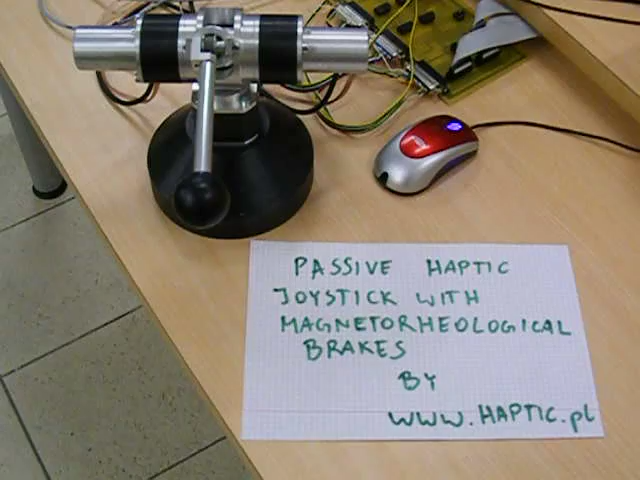 PASSIVE HAPTIC
JOYSTICK WITH
MAGNETORHEOLOGICAL
BRAKES
BY
WWW.HAPTIC.pl